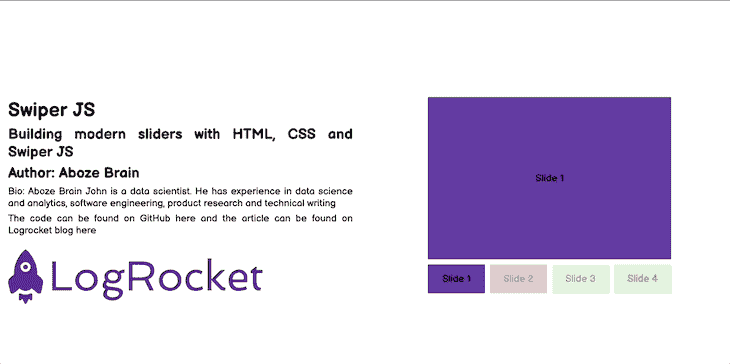 Swiper JS
Building modern sliders with HTML, CSS and
Swiper JS
Author: Aboze Brain
Bio: Aboze Brain John is a data scientist. He has experience in data science
and analytics, software engineering, product research and technical writing
The code can be found on GitHub here and the article can be found on
Logrocket blog here
LogRocket
Slide 1
Slide 1
Slide 2
Slide 3
Slide 4